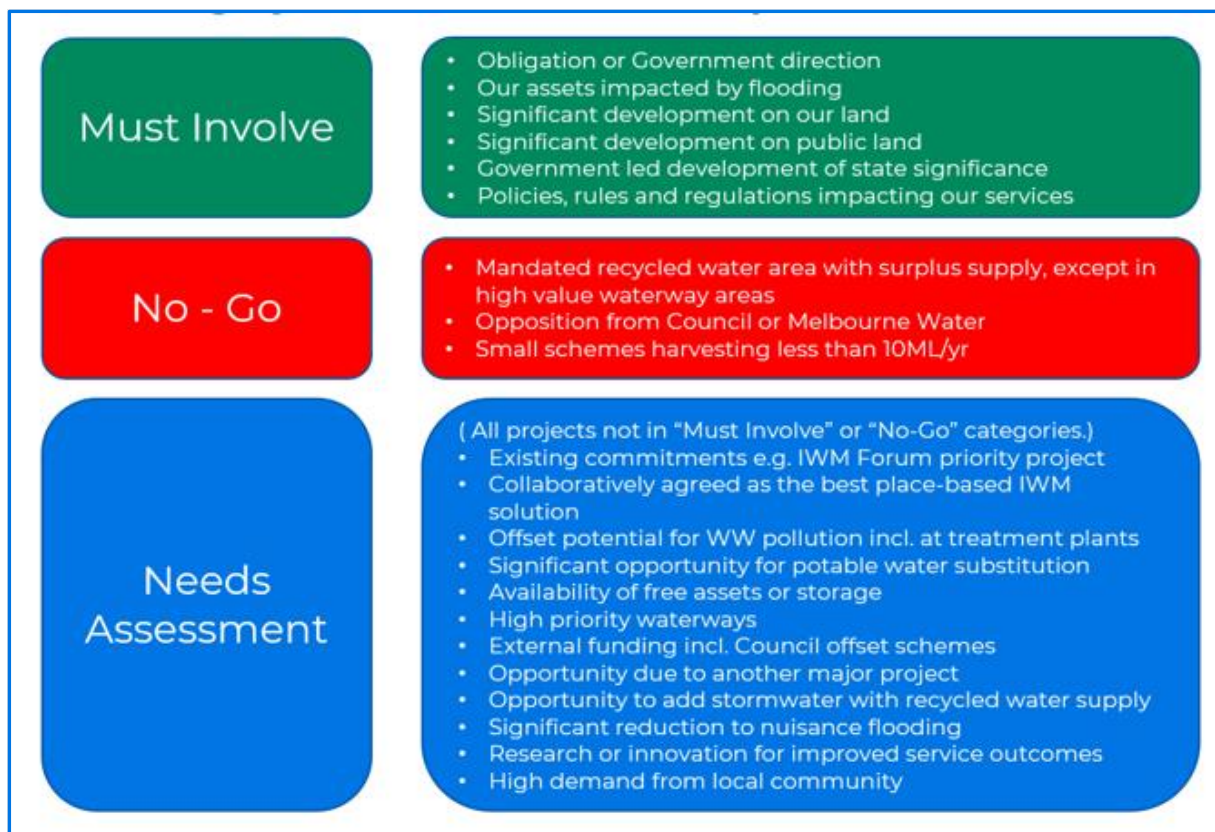 Must Involve
• Obligation or Government direction
• Our assets impacted by flooding
• Significant development on our land
• Significant development on public land
• Government led development of state significance
• Policies, rules and regulations impacting our services
No - Go
• Mandated recycled water area with surplus supply, except in
high value waterway areas
• Opposition from Council or Melbourne Water
• Small schemes harvesting less than 10ML/yr
Needs
Assessment
( All projects not in “Must Involve” or “No-Go” categories.)
• Existing commitments e.g. IWM Forum priority project
• Collaboratively agreed as the best place-based IWM
solution
• Offset potential for WW pollution incl. at treatment plants
• Significant opportunity for potable water substitution
• Availability of free assets or storage
• High priority waterways
• External funding incl. Council offset schemes
• Opportunity due to another major project
• Opportunity to add stormwater with recycled water supply
• Significant reduction to nuisance flooding
• Research or innovation for improved service outcomes
• High demand from local community